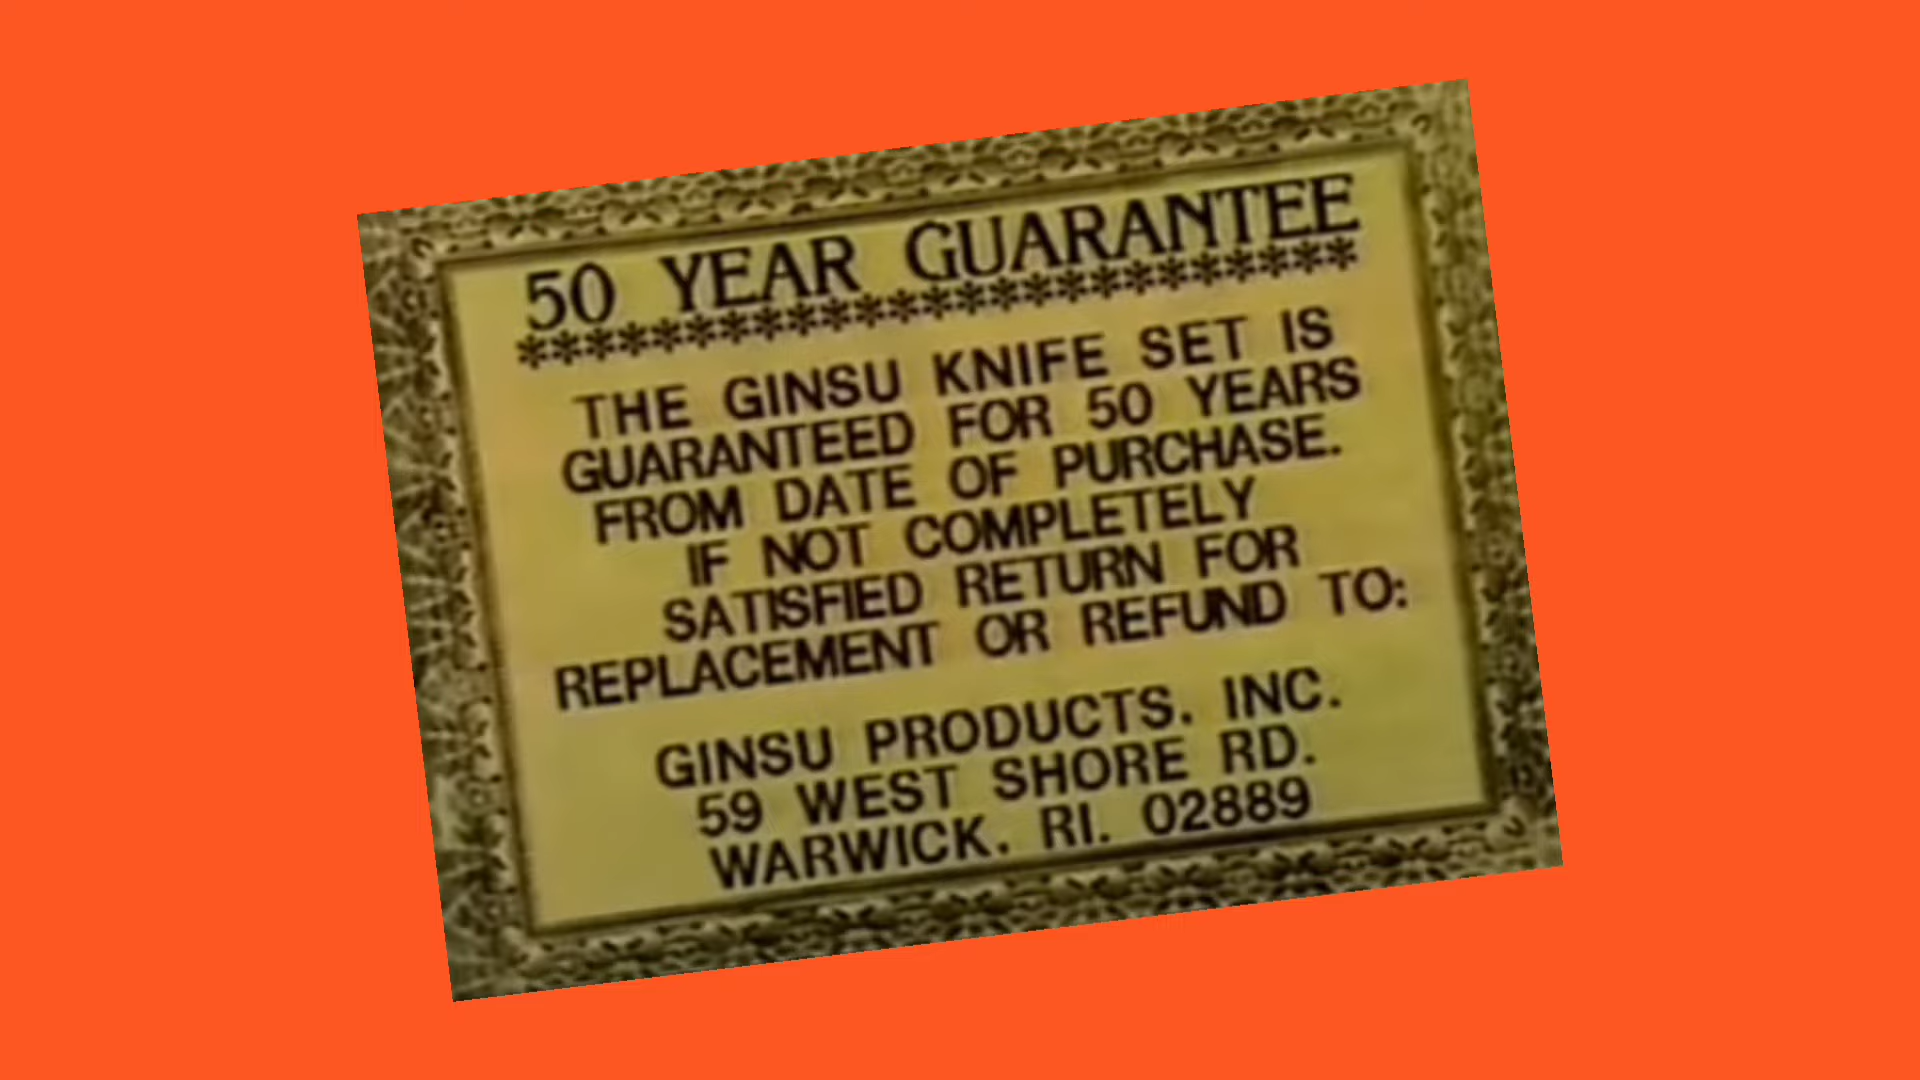 50 YEAR GUARANTEE
*************************
THE GINSU KNIFE SET IS
GUARANTEED FOR 50 YEARS
FROM DATE OF PURCHASE.
IF NOT COMPLETELY
SATISFIED RETURN FOR
REPLACEMENT OR REFUND TO:
GINSU PRODUCTS, INC.
59 WEST SHORE RD.
WARWICK, RI. 02889